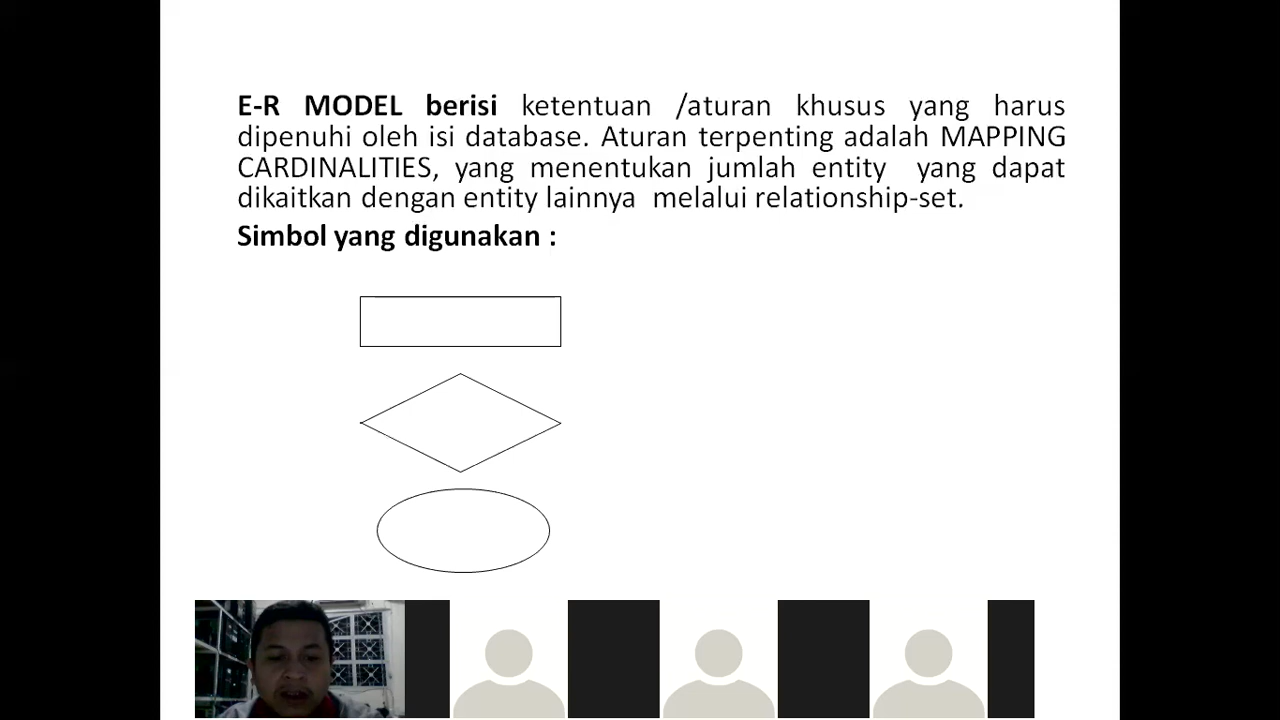 E-R MODEL berisi ketentuan /aturan khusus yang harus
dipenuhi oleh isi database. Aturan terpenting adalah MAPPING
CARDINALITIES, yang menentukan jumlah entity yang dapat
dikaitkan dengan entity lainnya melalui relationship-set.
Simbol yang digunakan :